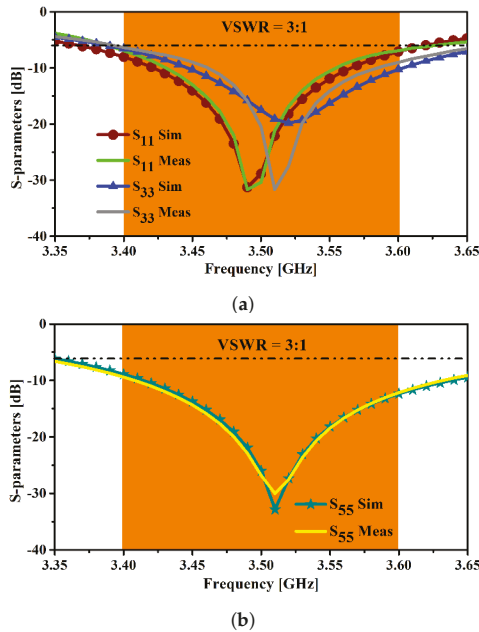 0
VSWR = 3:1
-10
-20
-30
-40
S-parameters [dB]
S11 Sim
S11 Meas
S33 Sim
S33 Meas
3.35 3.40 3.45 3.50 3.55 3.60 3.65
Frequency [GHz]
(a)
0
VSWR = 3:1
-10
-20
-30
-40
S-parameters [dB]
S55 Sim
S55 Meas
3.35 3.40 3.45 3.50 3.55 3.60 3.65
Frequency [GHz]
(b)